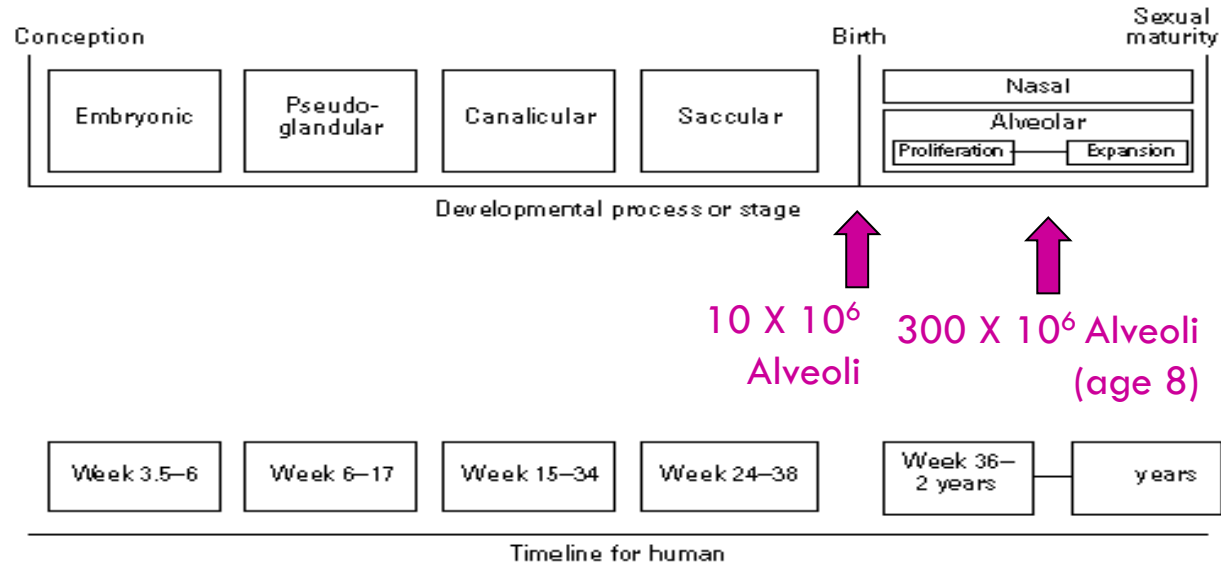 Conception
Birth
Sexual
maturity
Embryonic
Pseudo-
glandular
Canalicular
Saccular
Nasal
Alveolar
Proliferation
Expansion
Developmental process or stage
10 X 10⁶
Alveoli
300 X 10⁶ Alveoli
(age 8)
Week 3.5–6
Week 6–17
Week 15–34
Week 24–38
Week 36–
2 years
years
Timeline for human